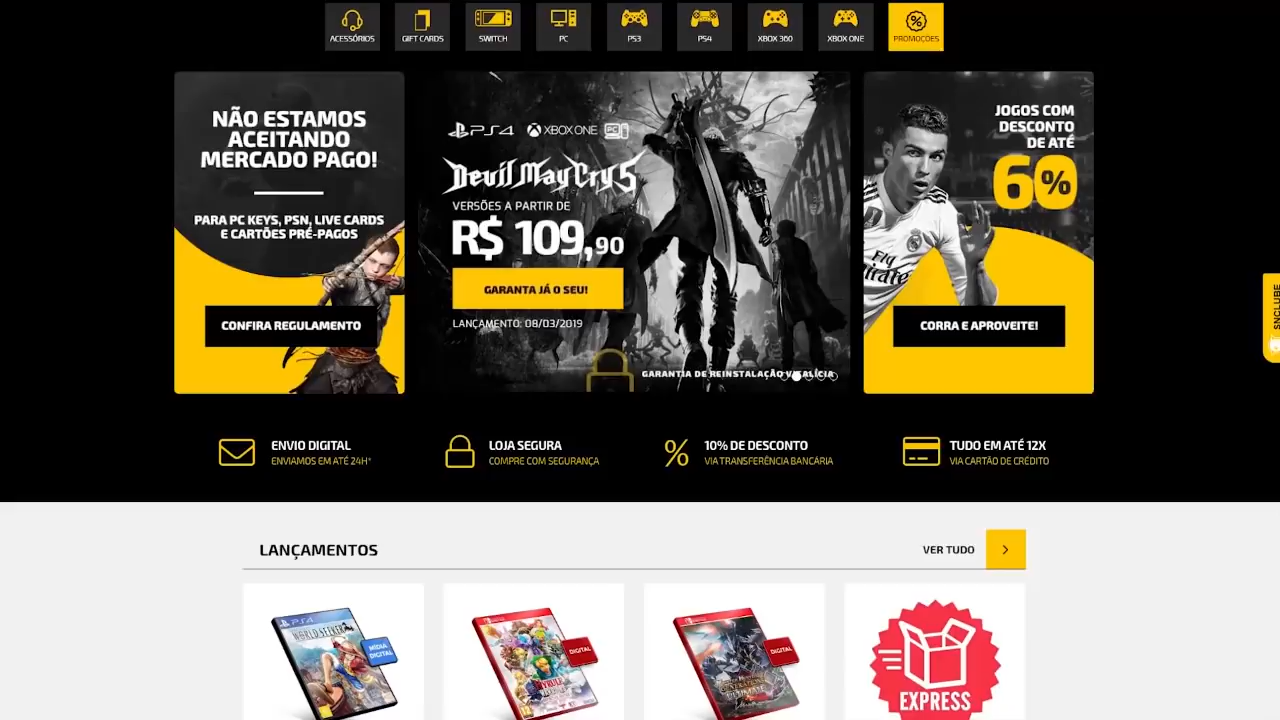 ACESSÓRIOS
GIFT CARDS
SWITCH
PC
PS3
PS4
XBOX 360
XBOX ONE
PROMOÇÕES
NÃO ESTAMOS
ACEITANDO
MERCADO PAGO!
PARA PC KEYS, PSN, LIVE CARDS
E CARTÕES PRÉ-PAGOS
CONFIRA REGULAMENTO
PS4 XBOX ONE PC
Devil May Cry 5
VERSÕES A PARTIR DE
R$ 109,90
GARANTA JÁ O SEU!
LANÇAMENTO: 08/03/2019
GARANTIA DE REINSTALAÇÃO VITALÍCIA
JOGOS COM
DESCONTO
DE ATÉ
60%
Fly
Emirates
CORRA E APROVEITE!
SNCLUBE
ENVIO DIGITAL
ENVIAMOS EM ATÉ 24H*
LOJA SEGURA
COMPRE COM SEGURANÇA
10% DE DESCONTO
VIA TRANSFERÊNCIA BANCÁRIA
TUDO EM ATÉ 12X
VIA CARTÃO DE CRÉDITO
LANÇAMENTOS
VER TUDO
PS4
WORLD SEEKER
MÍDIA
DIGITAL
DIGITAL
GENERATIONS
ULTIMATE
DIGITAL
EXPRESS